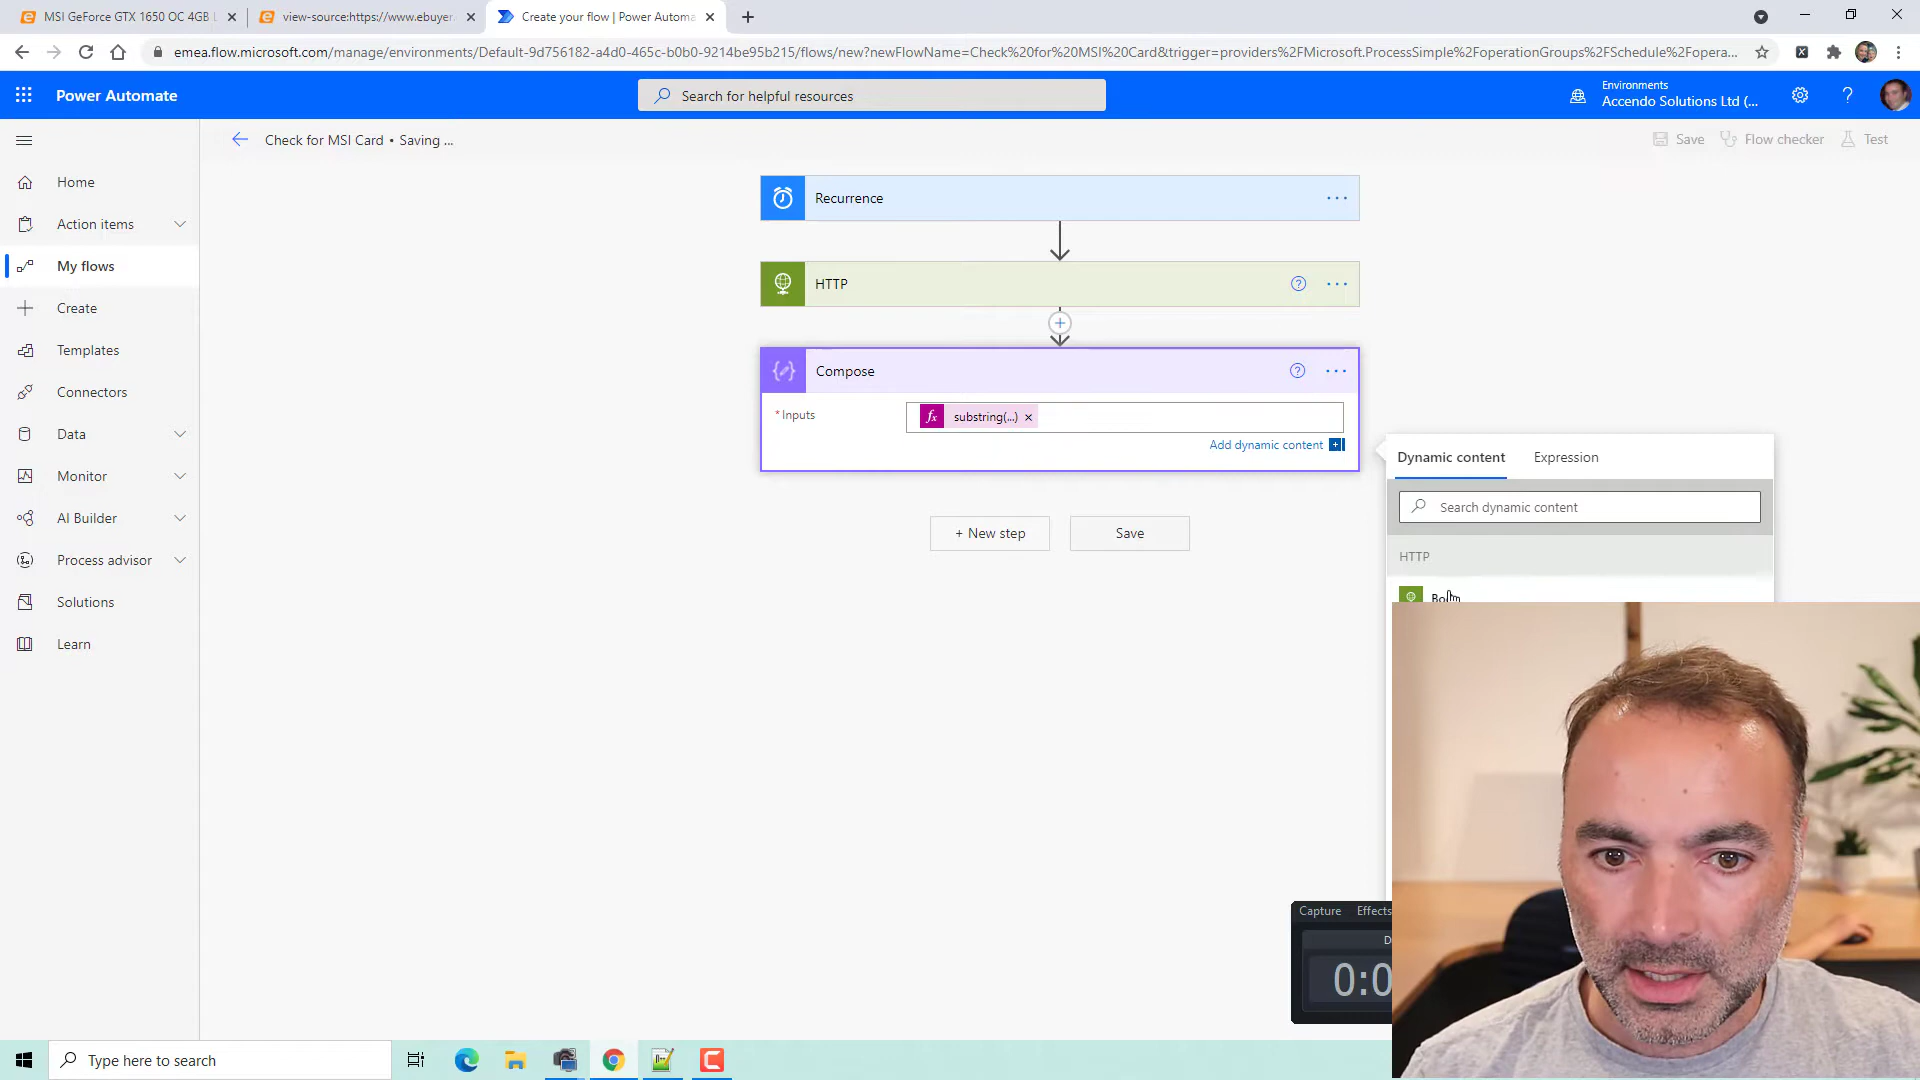 MSI GeForce GTX 1650 OC 4GB
view-source:https://www.ebuyer
Create your flow | Power Automa
emea.flow.microsoft.com/manage/environments/Default-9d756182-a4d0-465c-b0b0-9214be95b215/flows/new?newFlowName=Check%20for%20MSI%20Card&trigger=providers%2FMicrosoft.ProcessSimple%2FoperationGroups%2FSchedule%2Fopera...
Power Automate
Search for helpful resources
Environments
Accendo Solutions Ltd (...
Check for MSI Card • Saving ...
Save
Flow checker
Test
Home
Action items
My flows
Create
Templates
Connectors
Data
Monitor
AI Builder
Process advisor
Solutions
Learn
Recurrence
HTTP
Compose
* Inputs
fx substring(...) ×
Add dynamic content
+ New step
Save
Dynamic content
Expression
Search dynamic content
HTTP
Capture
Effects
D
0:0
Type here to search